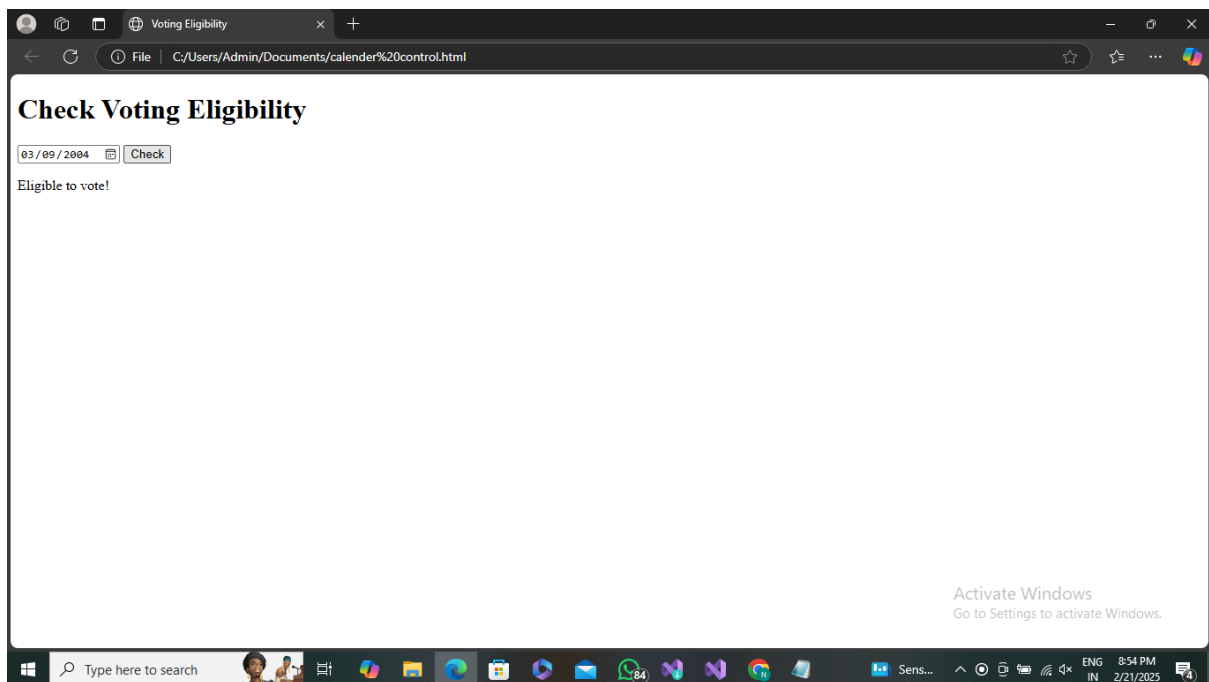 Voting Eligibility
File | C:/Users/Admin/Documents/calender%20control.html
Check Voting Eligibility
03/09/2004 Check
Eligible to vote!
Activate Windows
Go to Settings to activate Windows.
Type here to search 84 N Sens... ENG 8:54 PM
IN 2/21/2025 4